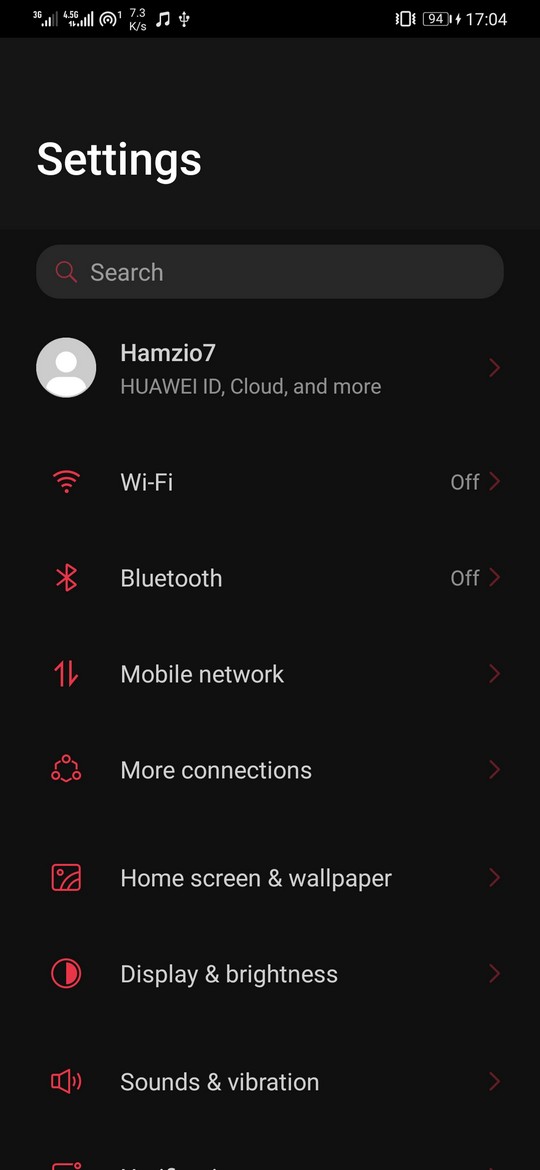 3G 4.5G 1 7.3 K/s 94 17:04
Settings
Search
Hamzio7
HUAWEI ID, Cloud, and more
Wi-Fi Off
Bluetooth Off
Mobile network
More connections
Home screen & wallpaper
Display & brightness
Sounds & vibration